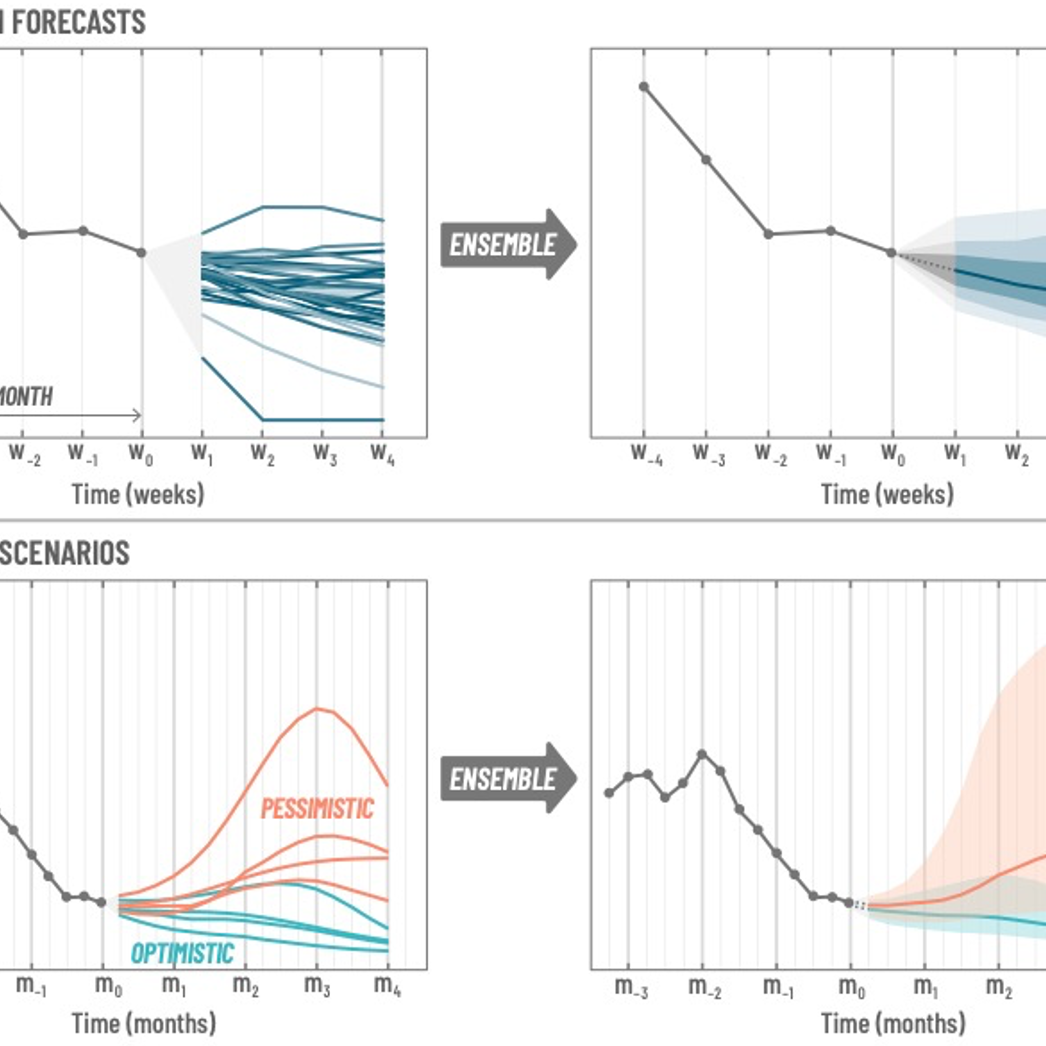 FORECASTS
ENSEMBLE
MONTH
W₋₂ W₋₁ W₀ W₁ W₂ W₃ W₄
W₋₄ W₋₃ W₋₂ W₋₁ W₀ W₁ W₂
Time (weeks)
Time (weeks)
SCENARIOS
ENSEMBLE
PESSIMISTIC
OPTIMISTIC
m₋₁ m₀ m₁ m₂ m₃ m₄
m₋₃ m₋₂ m₋₁ m₀ m₁ m₂
Time (months)
Time (months)